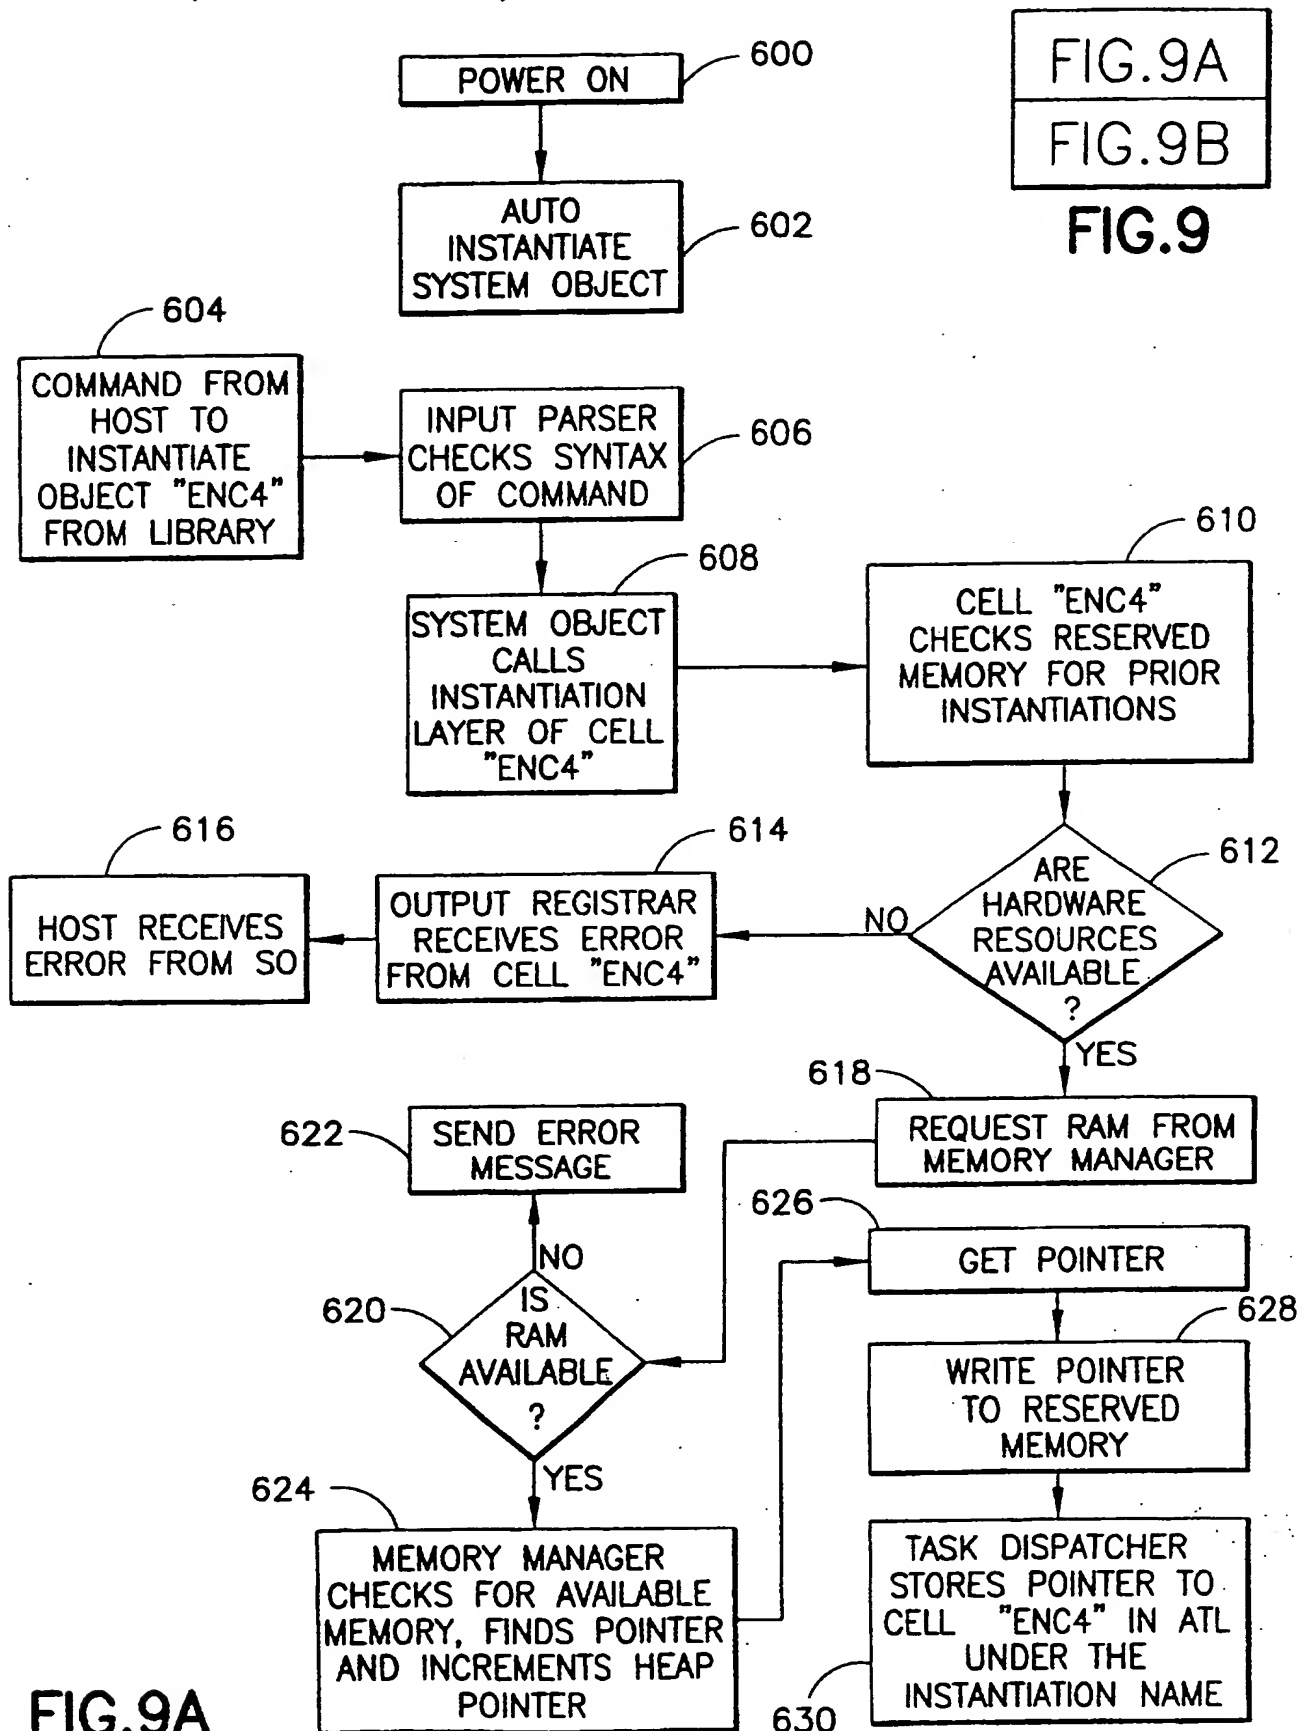 600
POWER ON
FIG.9A
FIG.9B
FIG.9
AUTO
INSTANTIATE
SYSTEM OBJECT
602
604
COMMAND FROM
HOST TO
INSTANTIATE
OBJECT "ENC4"
FROM LIBRARY
INPUT PARSER
CHECKS SYNTAX
OF COMMAND
606
608
SYSTEM OBJECT
CALLS
INSTANTIATION
LAYER OF CELL
"ENC4"
610
CELL "ENC4"
CHECKS RESERVED
MEMORY FOR PRIOR
INSTANTIATIONS
612
ARE
HARDWARE
RESOURCES
AVAILABLE
?
NO
YES
614
OUTPUT REGISTRAR
RECEIVES ERROR
FROM CELL "ENC4"
616
HOST RECEIVES
ERROR FROM SO
618
REQUEST RAM FROM
MEMORY MANAGER
622
SEND ERROR
MESSAGE
NO
620
IS
RAM
AVAILABLE
?
YES
624
MEMORY MANAGER
CHECKS FOR AVAILABLE
MEMORY, FINDS POINTER
AND INCREMENTS HEAP
POINTER
626
GET POINTER
628
WRITE POINTER
TO RESERVED
MEMORY
TASK DISPATCHER
STORES POINTER TO
CELL "ENC4" IN ATL
UNDER THE
INSTANTIATION NAME
630
FIG.9A